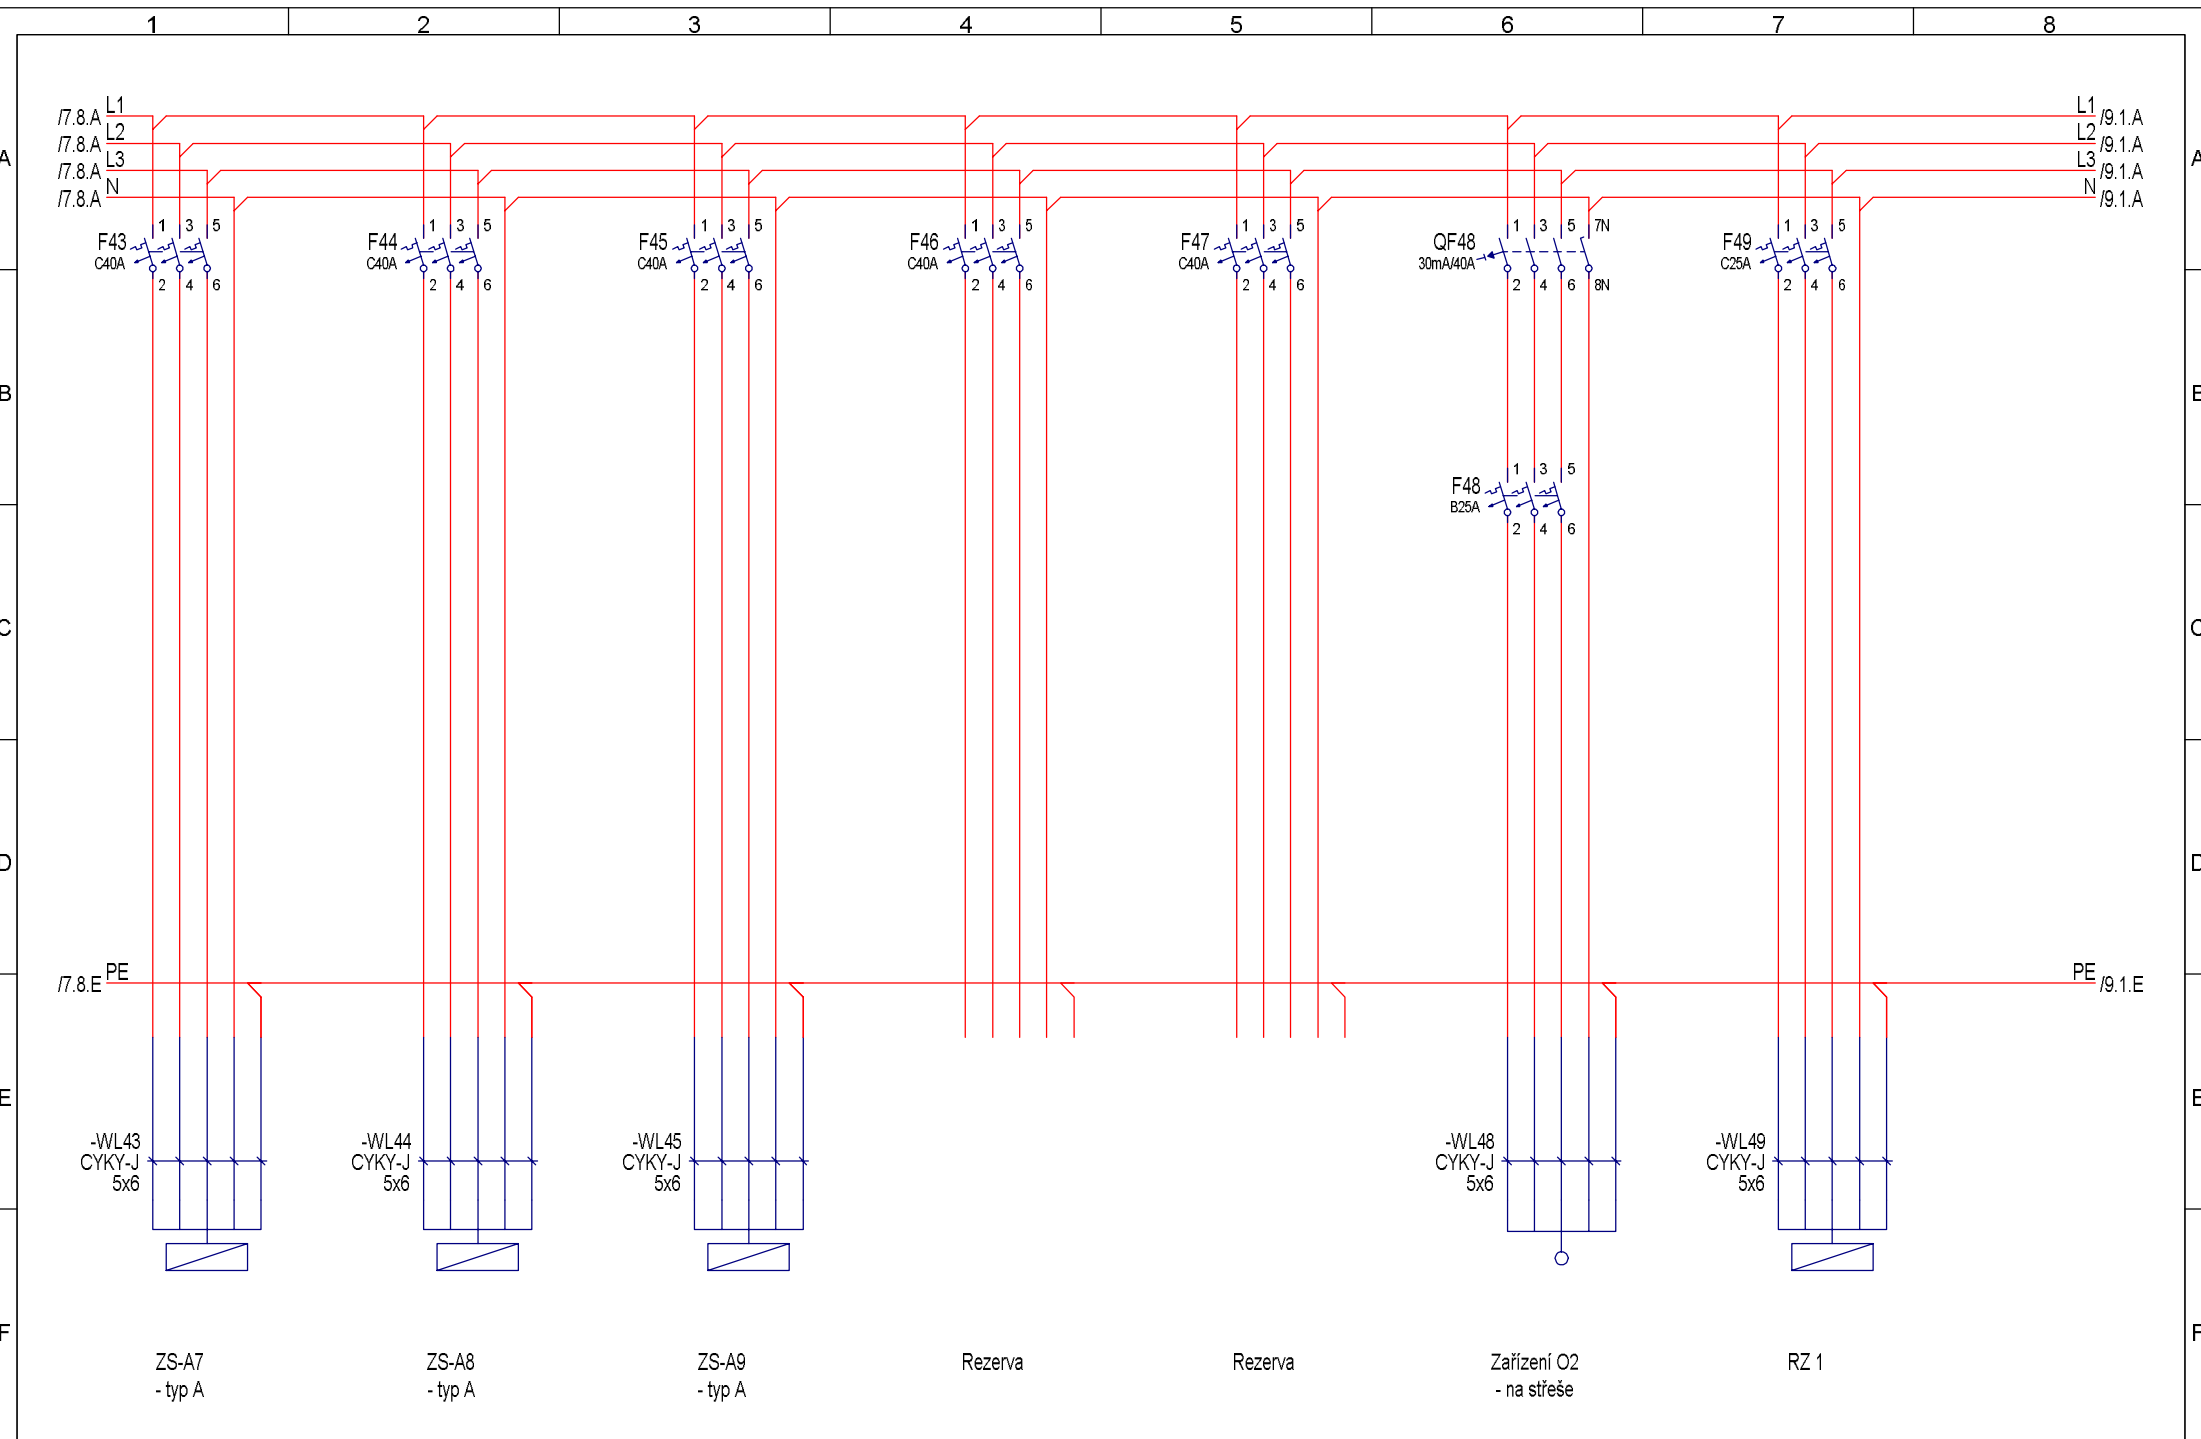 1 2 3 4 5 6 7 8
L1 L1
/7.8.A /9.1.A
L2 L2
/7.8.A /9.1.A
A A
L3 L3
/7.8.A /9.1.A
N N
/7.8.A /9.1.A
1 3 5 1 3 5 1 3 5 1 3 5 1 3 5 1 3 5 7N 1 3 5
F43 F44 F45 F46 F47 QF48 F49
C40A C40A C40A C40A C40A 30mA/40A C25A
2 4 6 2 4 6 2 4 6 2 4 6 2 4 6 2 4 6 8N 2 4 6
B B
1 3 5
F48
B25A
2 4 6
C C
D D
PE PE
/7.8.E /9.1.E
E E
-WL43 -WL44 -WL45 -WL48 -WL49
CYKY-J CYKY-J CYKY-J CYKY-J CYKY-J
5x6 5x6 5x6 5x6 5x6
F F
ZS-A7 ZS-A8 ZS-A9 Rezerva Rezerva Zařízení O2 RZ 1
- typ A - typ A - typ A - na střeše